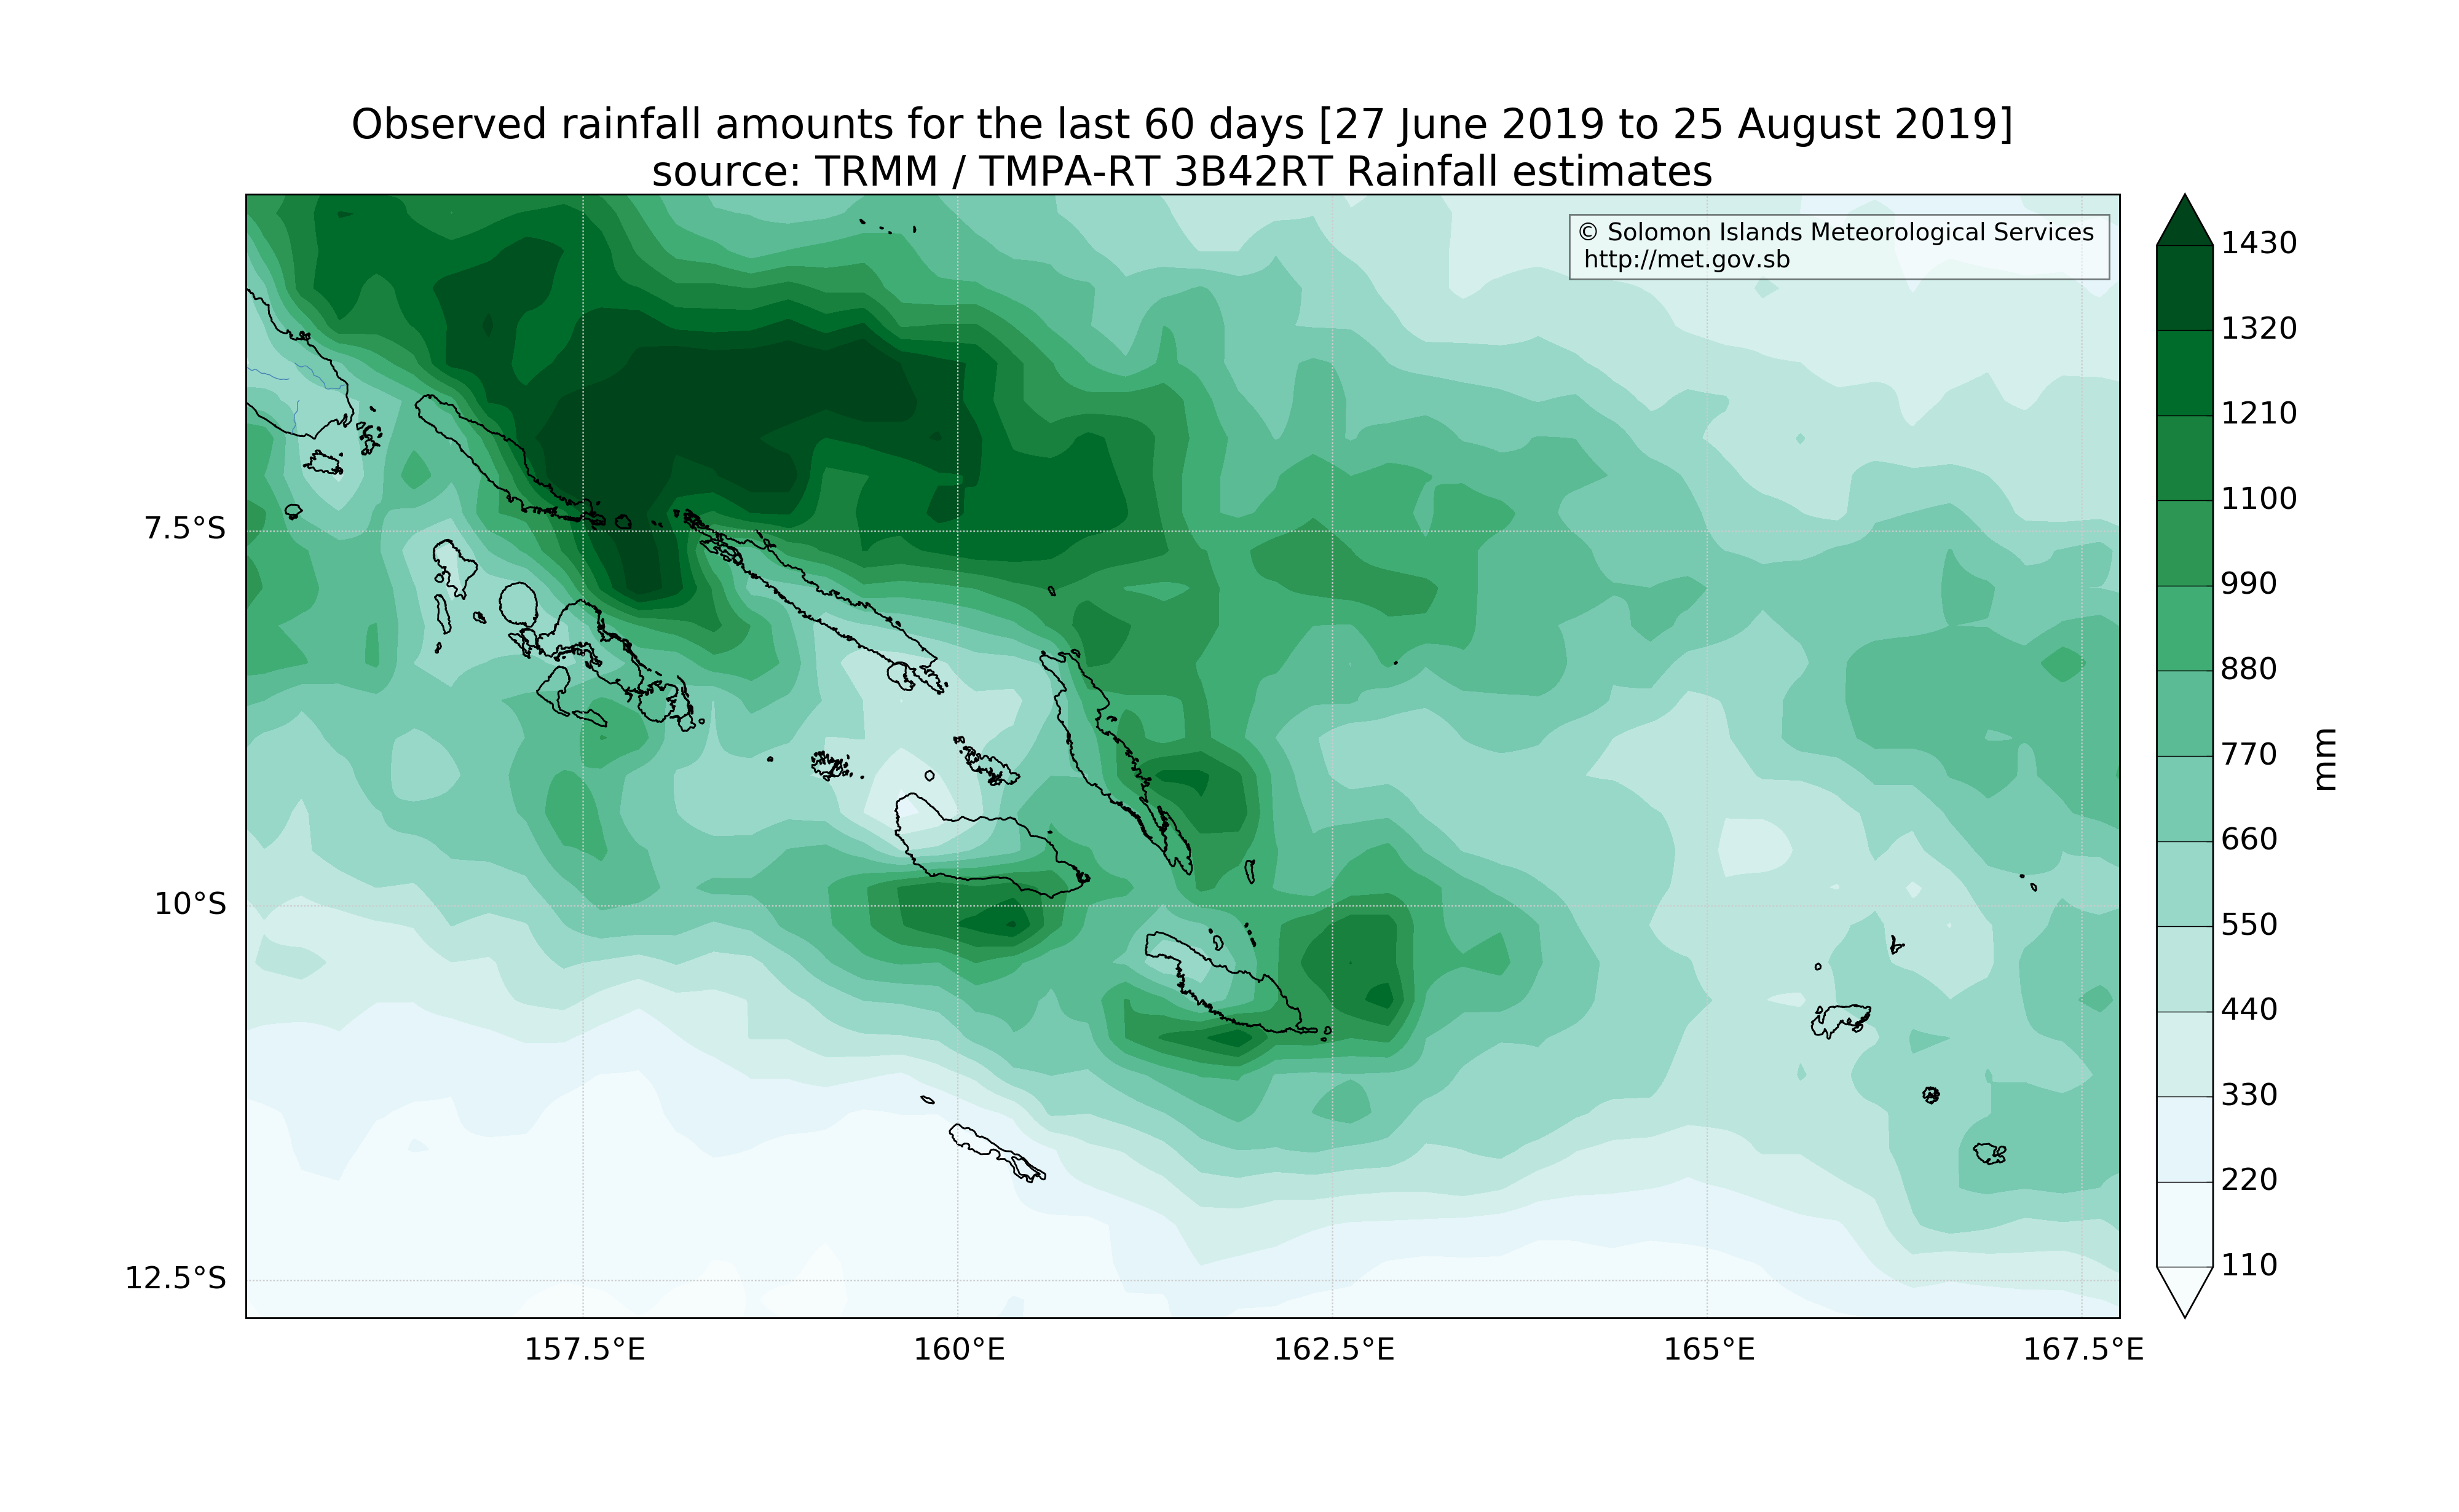 Observed rainfall amounts for the last 60 days [27 June 2019 to 25 August 2019]
source: TRMM / TMPA-RT 3B42RT Rainfall estimates
© Solomon Islands Meteorological Services
http://met.gov.sb
7.5°S
10°S
12.5°S
157.5°E
160°E
162.5°E
165°E
167.5°E
1430
1320
1210
1100
990
880
770
660
550
440
330
220
110
mm